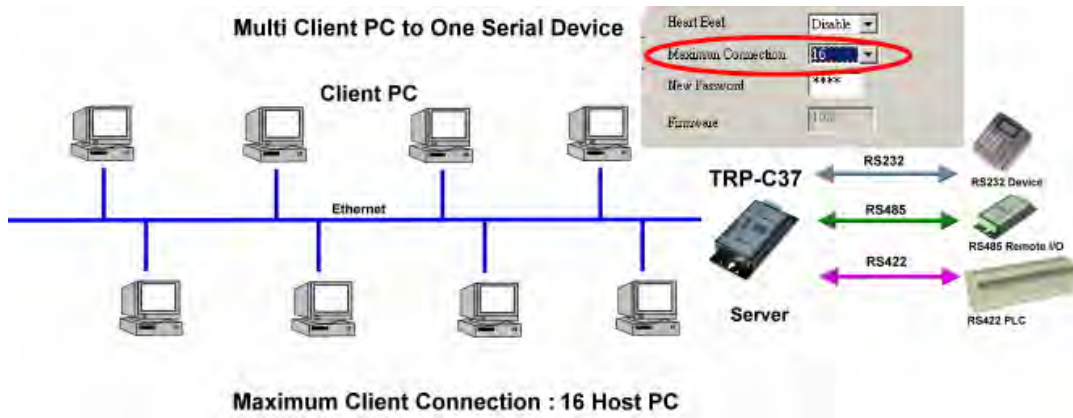 Multi Client PC to One Serial Device
Heart Beat
Disable
Maximum Connection
16
New Password
****
Firmware
Client PC
RS232
TRP-C37
RS232 Device
Ethernet
RS485
RS485 Remote I/O
RS422
Server
RS422 PLC
Maximum Client Connection : 16 Host PC